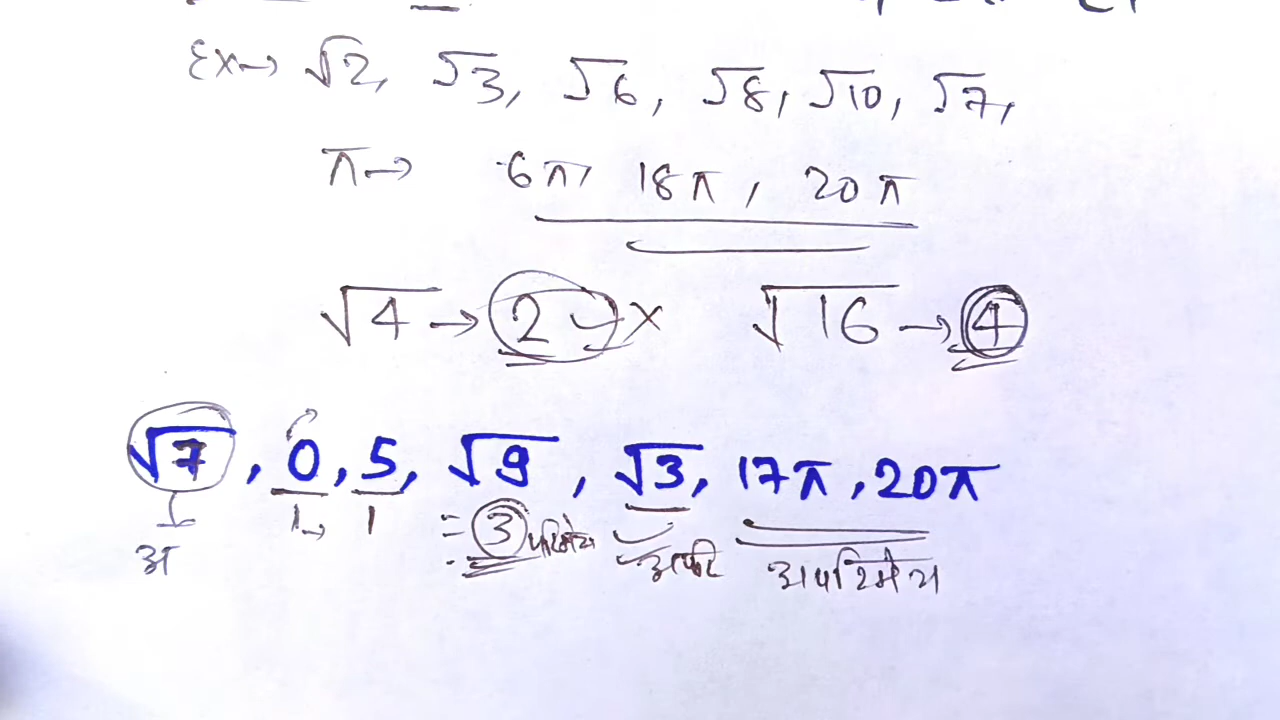 Ex→ √2, √3, √6, √8, √10, √7,
π→ 6π, 18π, 20π
√4 → 2 × √16 → 4
√7, 0, 5, √9, √3, 17π, 20π
1→ 1 = 3 परिमेय अपरि अपरिमेय
अ